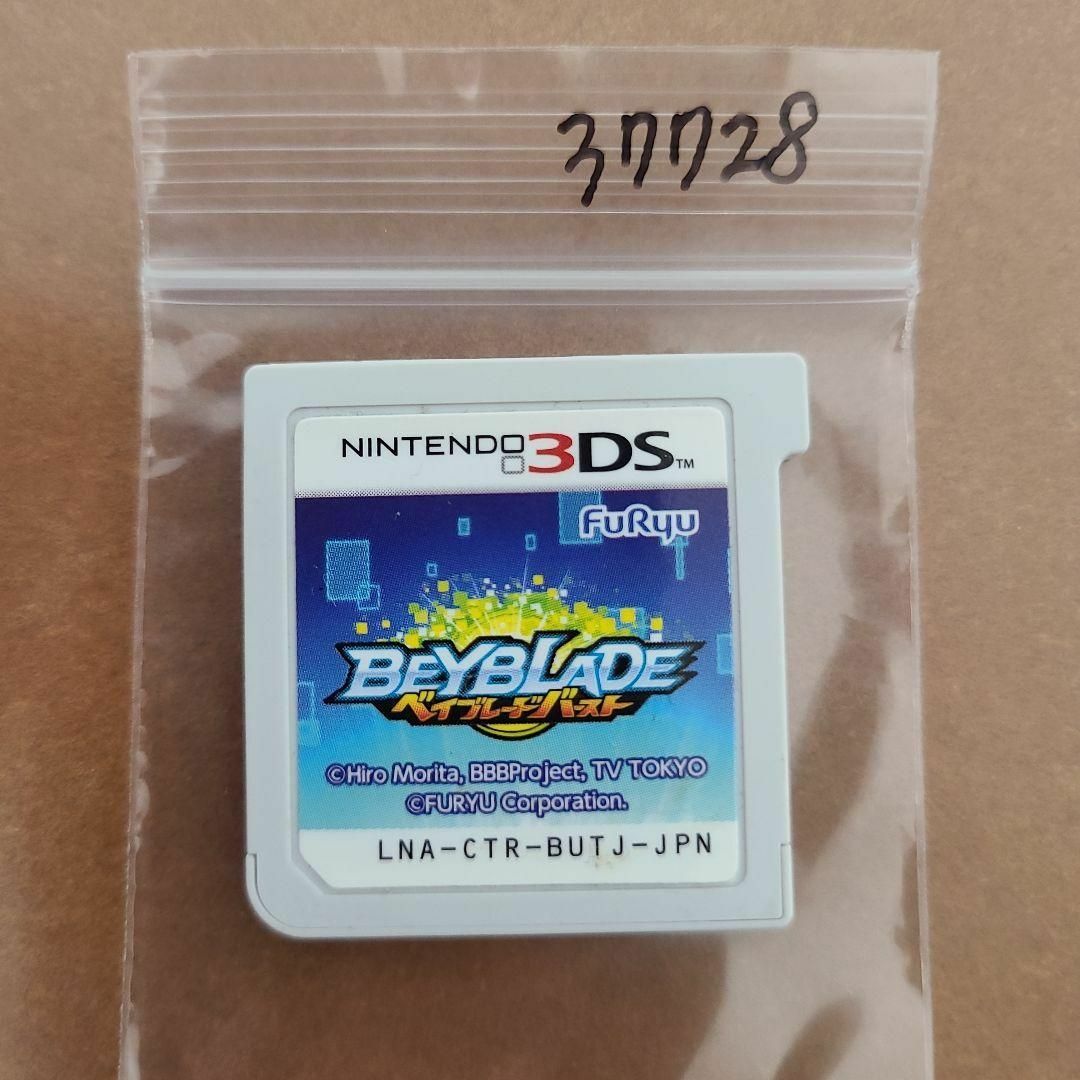 37728
NINTENDO 3DS™
FuRyu
BEYBLADE
ベイブレードバースト
©Hiro Morita, BBBProject, TV TOKYO
©FURYU Corporation.
LNA-CTR-BUTJ-JPN